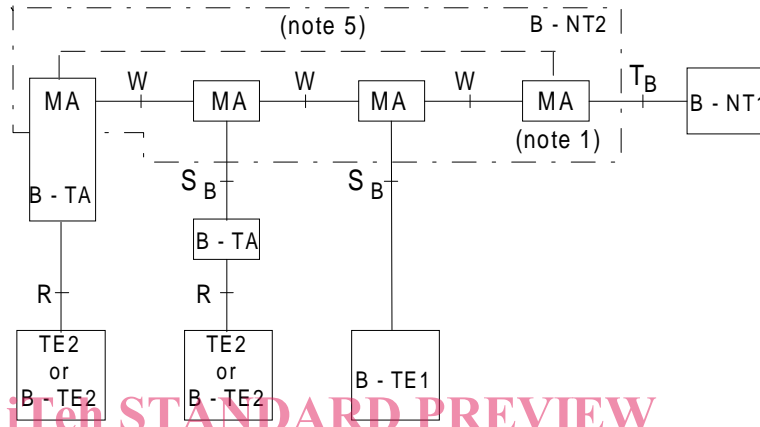 (note 5)
B - NT2
W
W
W
T B
MA
MA
MA
MA
B - NT1
(note 1)
B - TA
S B
S B
B - TA
R
R
TE2
or
B - TE2
TE2
or
B - TE2
B - TE1
iTeh STANDARD PREVIEW